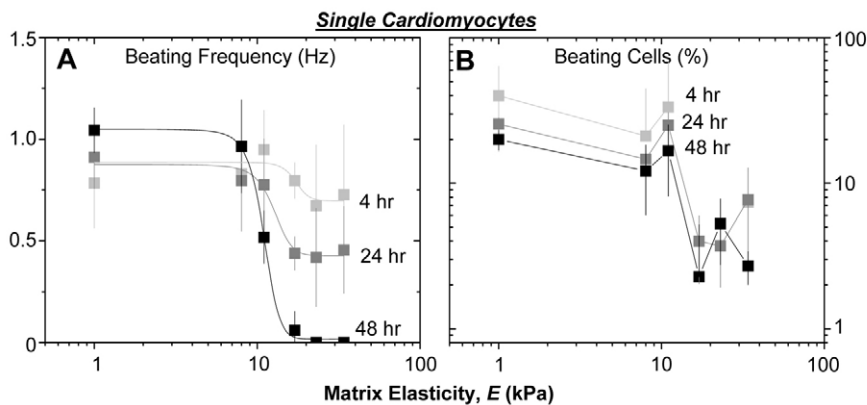 Single Cardiomyocytes
A Beating Frequency (Hz)
B Beating Cells (%)
1.5
1.0
0.5
0
4 hr
24 hr
48 hr
1
10
100
4 hr
24 hr
48 hr
100
10
1
1
10
100
Matrix Elasticity, E (kPa)